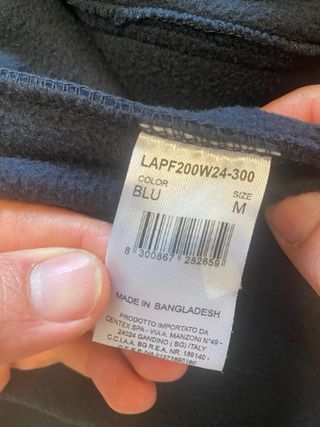 LAPF200W24-300
COLOR SIZE
BLU M
8 300867 282659
MADE IN BANGLADESH
PRODOTTO IMPORTATO DA
CENTEX SPA - VIA A. MANZONI N°49 -
24024 GANDINO ( BG) ITALY
C.C.I.A.A. BG R.E.A. NR. 189140 -